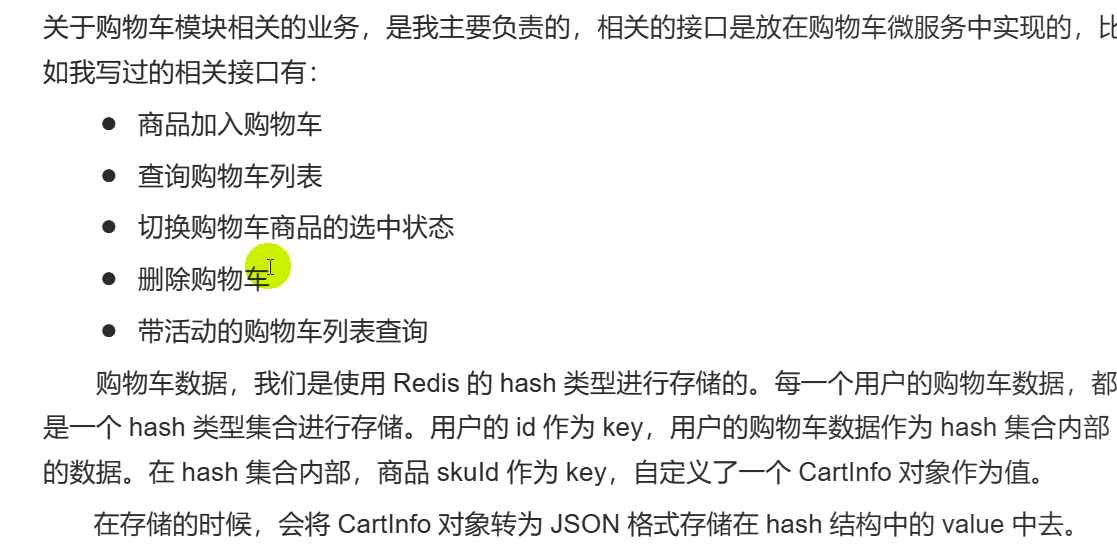 关于购物车模块相关的业务，是我主要负责的，相关的接口是放在购物车微服务中实现的，比
如我写过的相关接口有：
● 商品加入购物车
● 查询购物车列表
● 切换购物车商品的选中状态
● 删除购物车
● 带活动的购物车列表查询
购物车数据，我们是使用 Redis 的 hash 类型进行存储的。每一个用户的购物车数据，都
是一个 hash 类型集合进行存储。用户的 id 作为 key，用户的购物车数据作为 hash 集合内部
的数据。在 hash 集合内部，商品 skuId 作为 key，自定义了一个 CartInfo 对象作为值。
在存储的时候，会将 CartInfo 对象转为 JSON 格式存储在 hash 结构中的 value 中去。